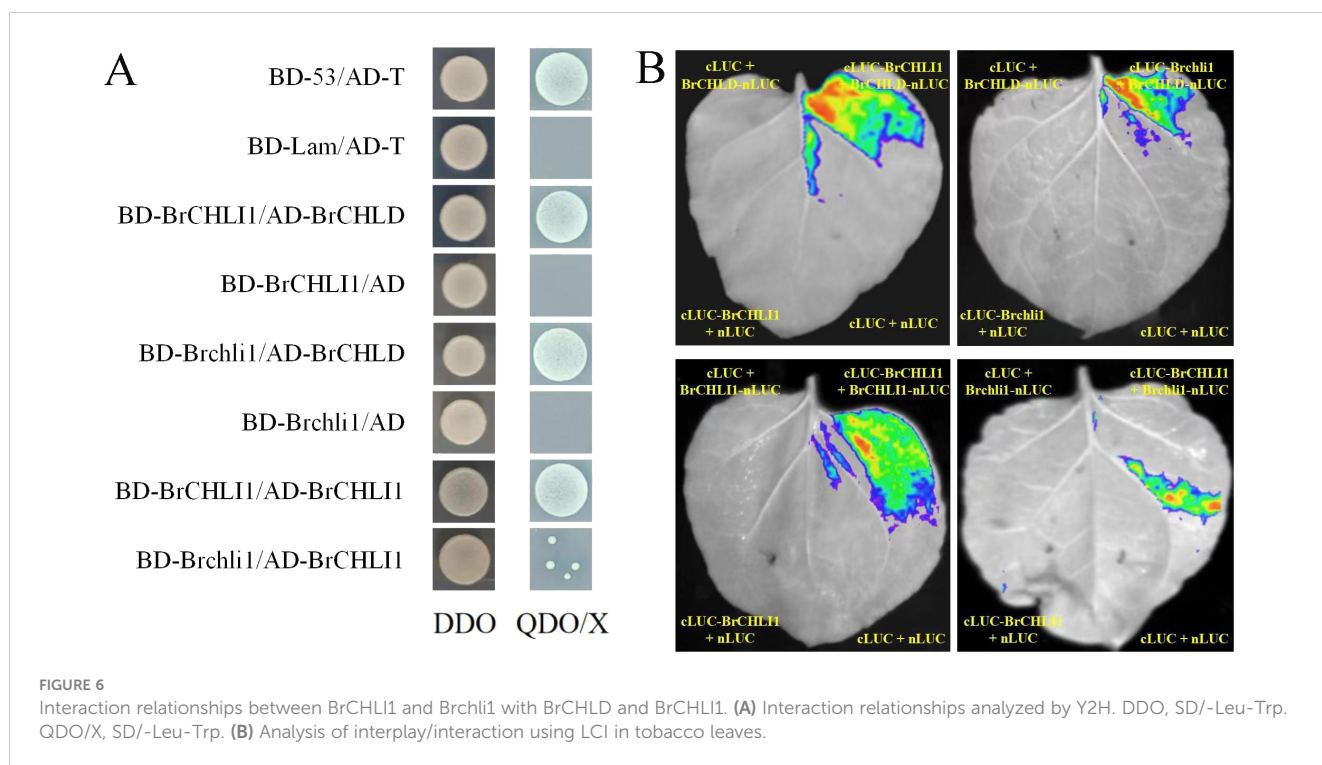 A
BD-53/AD-T
BD-Lam/AD-T
BD-BrCHLI1/AD-BrCHLD
BD-BrCHLI1/AD
BD-Brchli1/AD-BrCHLD
BD-Brchli1/AD
BD-BrCHLI1/AD-BrCHLI1
BD-Brchli1/AD-BrCHLI1
DDO QDO/X
B
cLUC +
BrCHLD-nLUC
cLUC-BrCHLI1
+ BrCHLD-nLUC
cLUC-BrCHLI1
+ nLUC
cLUC + nLUC
cLUC +
BrCHLD-nLUC
cLUC-Brchli1
+ BrCHLD-nLUC
cLUC-Brchli1
+ nLUC
cLUC + nLUC
cLUC +
BrCHLI1-nLUC
cLUC-BrCHLI1
+ BrCHLI1-nLUC
cLUC-BrCHLI1
+ nLUC
cLUC + nLUC
cLUC +
Brchli1-nLUC
cLUC-BrCHLI1
+ Brchli1-nLUC
cLUC-BrCHLI1
+ nLUC
cLUC + nLUC
FIGURE 6
Interaction relationships between BrCHLI1 and Brchli1 with BrCHLD and BrCHLI1. (A) Interaction relationships analyzed by Y2H. DDO, SD/-Leu-Trp.
QDO/X, SD/-Leu-Trp. (B) Analysis of interplay/interaction using LCI in tobacco leaves.